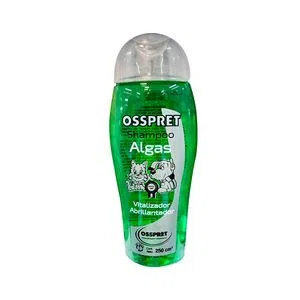 OSSPRET
Shampoo
Algas
Vitalizador
Abrillantador
OSSPRET
250 cm³